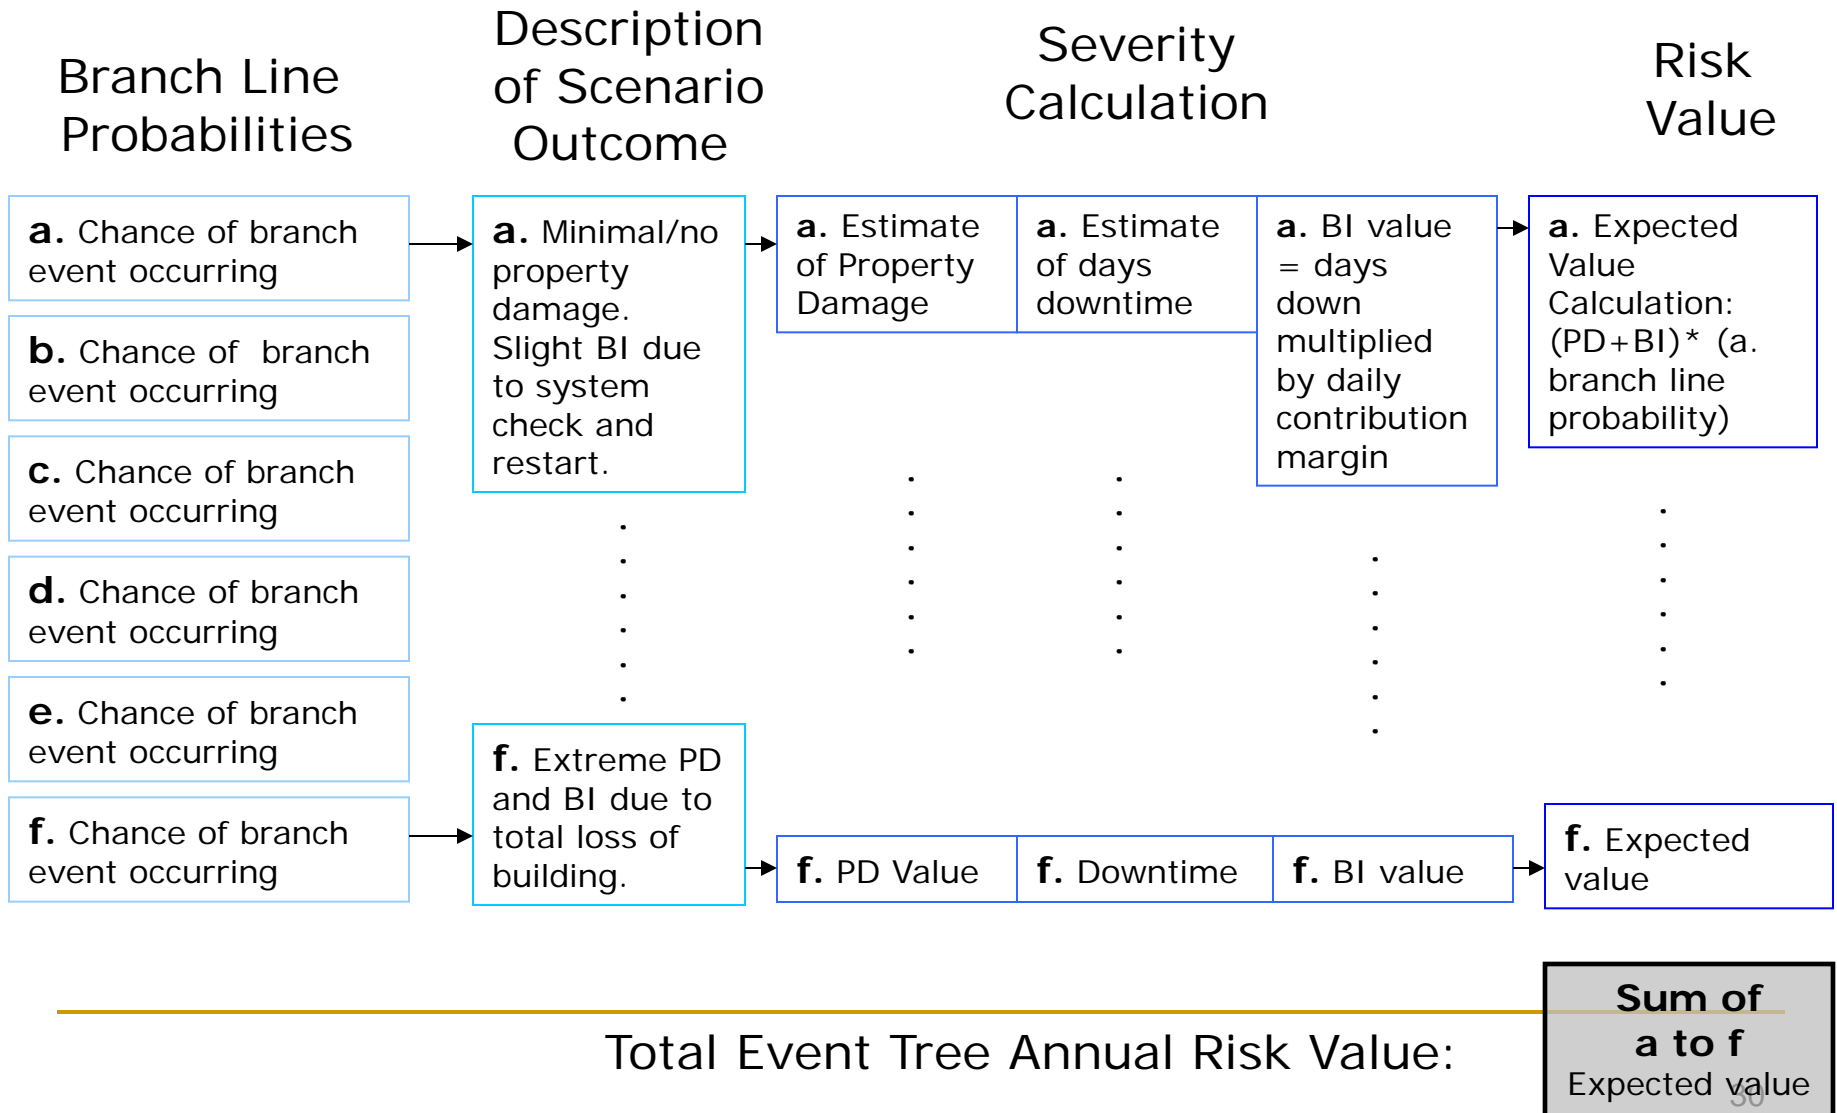 Branch Line
Probabilities
Description
of Scenario
Outcome
Severity
Calculation
Risk
Value
a. Chance of branch
event occurring
b. Chance of branch
event occurring
c. Chance of branch
event occurring
d. Chance of branch
event occurring
e. Chance of branch
event occurring
f. Chance of branch
event occurring
a. Minimal/no
property
damage.
Slight BI due
to system
check and
restart.
f. Extreme PD
and BI due to
total loss of
building.
a. Estimate
of Property
Damage
a. Estimate
of days
downtime
a. BI value
= days
down
multiplied
by daily
contribution
margin
a. Expected
Value
Calculation:
(PD+BI)* (a.
branch line
probability)
f. PD Value
f. Downtime
f. BI value
f. Expected
value
Total Event Tree Annual Risk Value:
Sum of
a to f
Expected value
30